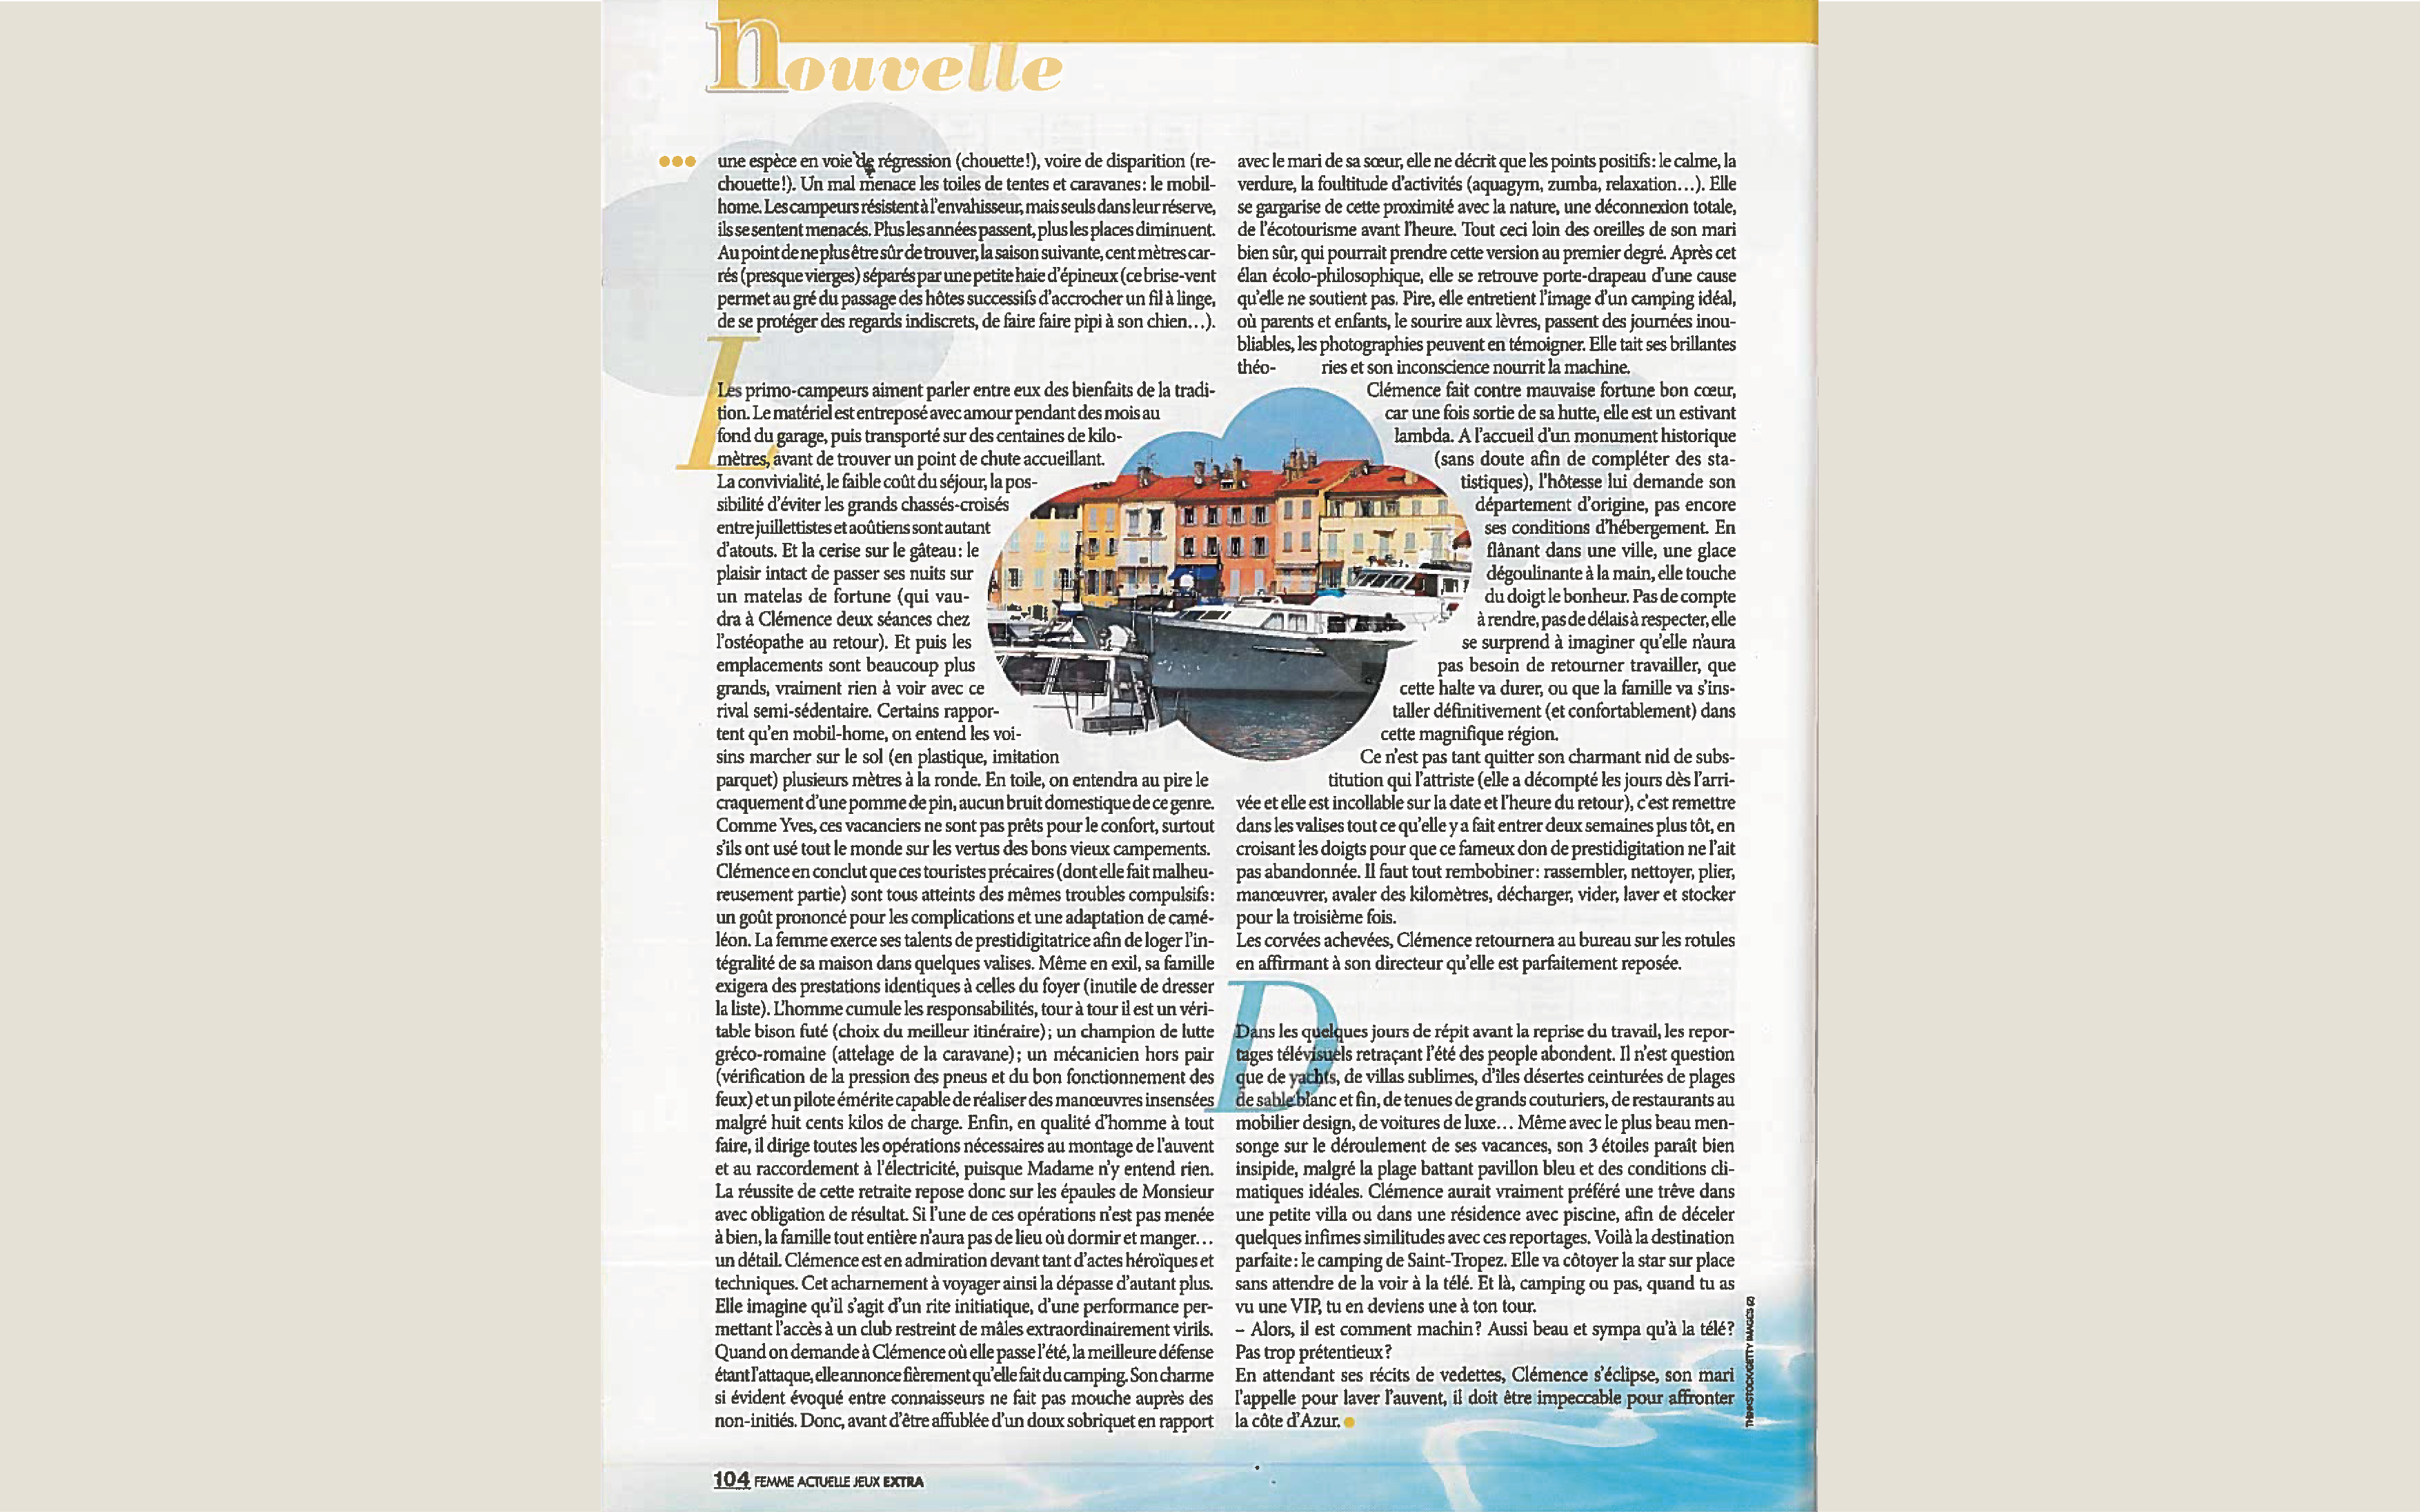 nouvelle
••• une espèce en voie de régression (chouette!), voire de disparition (re-
chouette!). Un mal menace les toiles de tentes et caravanes: le mobil-
home. Les campeurs résistent à l'envahisseur, mais seuls dans leur réserve,
ils se sentent menacés. Plus les années passent, plus les places diminuent.
Au point de ne plus être sûr de trouver, la saison suivante, cent mètres car-
rés (presque vierges) séparés par une petite haie d'épineux (ce brise-vent
permet au gré du passage des hôtes successifs d'accrocher un fil à linge,
de se protéger des regards indiscrets, de faire faire pipi à son chien…).
Les primo-campeurs aiment parler entre eux des bienfaits de la tradi-
tion. Le matériel est entreposé avec amour pendant des mois au
fond du garage, puis transporté sur des centaines de kilo-
mètres, avant de trouver un point de chute accueillant.
La convivialité, le faible coût du séjour, la pos-
sibilité d'éviter les grands chassés-croisés
entre juillettistes et aoûtiens sont autant
d'atouts. Et la cerise sur le gâteau: le
plaisir intact de passer ses nuits sur
un matelas de fortune (qui vau-
dra à Clémence deux séances chez
l'ostéopathe au retour). Et puis les
emplacements sont beaucoup plus
grands, vraiment rien à voir avec ce
rival semi-sédentaire. Certains rappor-
tent qu'en mobil-home, on entend les voi-
sins marcher sur le sol (en plastique, imitation
parquet) plusieurs mètres à la ronde. En toile, on entendra au pire le
craquement d'une pomme de pin, aucun bruit domestique de ce genre.
Comme Yves, ces vacanciers ne sont pas prêts pour le confort, surtout
s'ils ont usé tout le monde sur les vertus des bons vieux campements.
Clémence en conclut que ces touristes précaires (dont elle fait malheu-
reusement partie) sont tous atteints des mêmes troubles compulsifs:
un goût prononcé pour les complications et une adaptation de camé-
léon. La femme exerce ses talents de prestidigitatrice afin de loger l'in-
tégralité de sa maison dans quelques valises. Même en exil, sa famille
exigera des prestations identiques à celles du foyer (inutile de dresser
la liste). L'homme cumule les responsabilités, tour à tour il est un véri-
table bison futé (choix du meilleur itinéraire); un champion de lutte
gréco-romaine (attelage de la caravane); un mécanicien hors pair
(vérification de la pression des pneus et du bon fonctionnement des
feux) et un pilote émérite capable de réaliser des manœuvres insensées
malgré huit cents kilos de charge. Enfin, en qualité d'homme à tout
faire, il dirige toutes les opérations nécessaires au montage de l'auvent
et au raccordement à l'électricité, puisque Madame n'y entend rien.
La réussite de cette retraite repose donc sur les épaules de Monsieur
avec obligation de résultat. Si l'une de ces opérations n'est pas menée
à bien, la famille tout entière n'aura pas de lieu où dormir et manger…
un détail. Clémence est en admiration devant tant d'actes héroïques et
techniques. Cet acharnement à voyager ainsi la dépasse d'autant plus.
Elle imagine qu'il s'agit d'un rite initiatique, d'une performance per-
mettant l'accès à un club restreint de mâles extraordinairement virils.
Quand on demande à Clémence où elle passe l'été, la meilleure défense
étant l'attaque, elle annonce fièrement qu'elle fait du camping. Son charme
si évident évoqué entre connaisseurs ne fait pas mouche auprès des
non-initiés. Donc, avant d'être affublée d'un doux sobriquet en rapport
avec le mari de sa sœur, elle ne décrit que les points positifs: le calme, la
verdure, la foultitude d'activités (aquagym, zumba, relaxation…). Elle
se gargarise de cette proximité avec la nature, une déconnexion totale,
de l'écotourisme avant l'heure. Tout ceci loin des oreilles de son mari
bien sûr, qui pourrait prendre cette version au premier degré. Après cet
élan écolo-philosophique, elle se retrouve porte-drapeau d'une cause
qu'elle ne soutient pas. Pire, elle entretient l'image d'un camping idéal,
où parents et enfants, le sourire aux lèvres, passent des journées inou-
bliables, les photographies peuvent en témoigner. Elle tait ses brillantes
théo- ries et son inconscience nourrit la machine.
Clémence fait contre mauvaise fortune bon cœur,
car une fois sortie de sa hutte, elle est un estivant
lambda. A l'accueil d'un monument historique
(sans doute afin de compléter des sta-
tistiques), l'hôtesse lui demande son
département d'origine, pas encore
ses conditions d'hébergement. En
flânant dans une ville, une glace
dégoulinante à la main, elle touche
du doigt le bonheur. Pas de compte
à rendre, pas de délais à respecter, elle
se surprend à imaginer qu'elle n'aura
pas besoin de retourner travailler, que
cette halte va durer, ou que la famille va s'ins-
taller définitivement (et confortablement) dans
cette magnifique région.
Ce n'est pas tant quitter son charmant nid de subs-
titution qui l'attriste (elle a décompté les jours dès l'arri-
vée et elle est incollable sur la date et l'heure du retour), c'est remettre
dans les valises tout ce qu'elle y a fait entrer deux semaines plus tôt, en
croisant les doigts pour que ce fameux don de prestidigitation ne l'ait
pas abandonnée. Il faut tout rembobiner: rassembler, nettoyer, plier,
manœuvrer, avaler des kilomètres, décharger, vider, laver et stocker
pour la troisième fois.
Les corvées achevées, Clémence retournera au bureau sur les rotules
en affirmant à son directeur qu'elle est parfaitement reposée.
Dans les quelques jours de répit avant la reprise du travail, les repor-
tages télévisuels retraçant l'été des people abondent. Il n'est question
que de yachts, de villas sublimes, d'îles désertes ceinturées de plages
de sable blanc et fin, de tenues de grands couturiers, de restaurants au
mobilier design, de voitures de luxe… Même avec le plus beau men-
songe sur le déroulement de ses vacances, son 3 étoiles paraît bien
insipide, malgré la plage battant pavillon bleu et des conditions cli-
matiques idéales. Clémence aurait vraiment préféré une trêve dans
une petite villa ou dans une résidence avec piscine, afin de déceler
quelques infimes similitudes avec ces reportages. Voilà la destination
parfaite: le camping de Saint-Tropez. Elle va côtoyer la star sur place
sans attendre de la voir à la télé. Et là, camping ou pas, quand tu as
vu une VIP, tu en deviens une à ton tour.
– Alors, il est comment machin? Aussi beau et sympa qu'à la télé?
Pas trop prétentieux?
En attendant ses récits de vedettes, Clémence s'éclipse, son mari
l'appelle pour laver l'auvent, il doit être impeccable pour affronter
la côte d'Azur.
THINKSTOCK/GETTY IMAGES (2)
104 FEMME ACTUELLE JEUX EXTRA